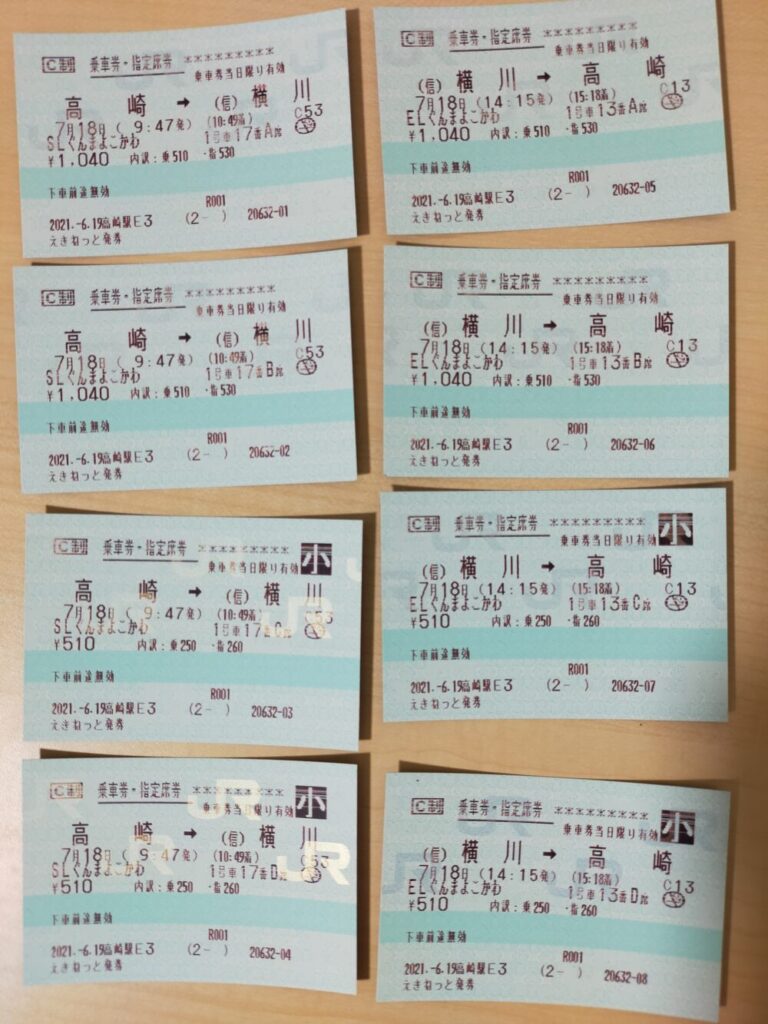 C制 乗車券・指定席券 *********
乗車券当日限り有効
高崎 → (信) 横川
7月18日 ( 9:47発) (10:49着) C53
SLぐんまよこかわ 1号車17番A席
¥1,040 内訳:乗510 ・指530
下車前途無効
R001
2021.-6.19高崎駅E3 (2- ) 20632-01
えきねっと発券
C制 乗車券・指定席券 *********
乗車券当日限り有効
高崎 → (信) 横川
7月18日 ( 9:47発) (10:49着) C53
SLぐんまよこかわ 1号車17番B席
¥1,040 内訳:乗510 ・指530
下車前途無効
R001
2021.-6.19高崎駅E3 (2- ) 20632-02
えきねっと発券
C制 乗車券・指定席券 *********
乗車券当日限り有効 小
高崎 → (信) 横川
7月18日 ( 9:47発) (10:49着) C53
SLぐんまよこかわ 1号車17番C席
¥510 内訳:乗250 ・指260
下車前途無効
R001
2021.-6.19高崎駅E3 (2- ) 20632-03
えきねっと発券
C制 乗車券・指定席券 *********
乗車券当日限り有効 小
高崎 → (信) 横川
7月18日 ( 9:47発) (10:49着) C53
SLぐんまよこかわ 1号車17番D席
¥510 内訳:乗250 ・指260
下車前途無効
R001
2021.-6.19高崎駅E3 (2- ) 20632-04
えきねっと発券
C制 乗車券・指定席券 *********
乗車券当日限り有効
(信) 横川 → 高崎
7月18日 (14:15発) (15:18着) C13
ELぐんまよこかわ 1号車13番A席
¥1,040 内訳:乗510 ・指530
下車前途無効
R001
2021.-6.19高崎駅E3 (2- ) 20632-05
えきねっと発券
C制 乗車券・指定席券 *********
乗車券当日限り有効
(信) 横川 → 高崎
7月18日 (14:15発) (15:18着) C13
ELぐんまよこかわ 1号車13番B席
¥1,040 内訳:乗510 ・指530
下車前途無効
R001
2021.-6.19高崎駅E3 (2- ) 20632-06
えきねっと発券
C制 乗車券・指定席券 *********
乗車券当日限り有効 小
(信) 横川 → 高崎
7月18日 (14:15発) (15:18着) C13
ELぐんまよこかわ 1号車13番C席
¥510 内訳:乗250 ・指260
下車前途無効
R001
2021.-6.19高崎駅E3 (2- ) 20632-07
えきねっと発券
C制 乗車券・指定席券 *********
乗車券当日限り有効 小
(信) 横川 → 高崎
7月18日 (14:15発) (15:18着) C13
ELぐんまよこかわ 1号車13番D席
¥510 内訳:乗250 ・指260
下車前途無効
R001
2021.-6.19高崎駅E3 (2- ) 20632-08
えきねっと発券